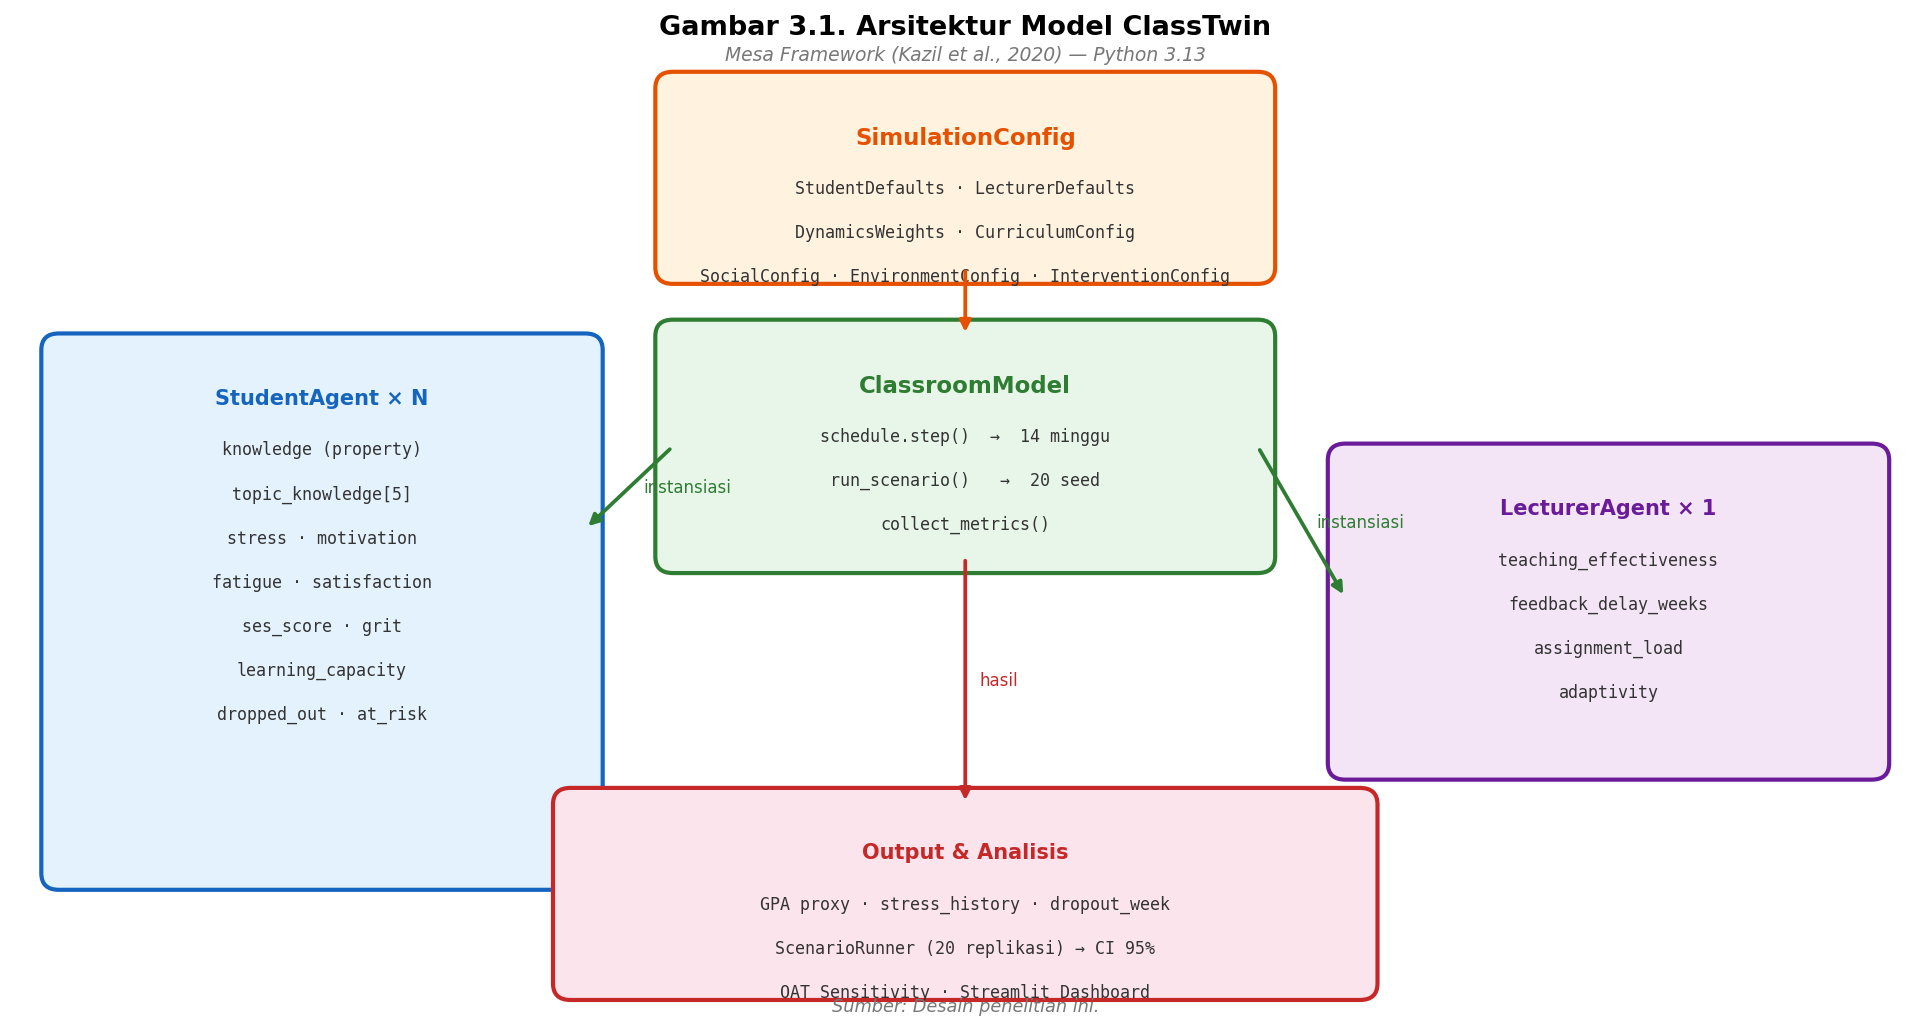 Gambar 3.1. Arsitektur Model ClassTwin
Mesa Framework (Kazil et al., 2020) — Python 3.13
SimulationConfig
StudentDefaults · LecturerDefaults
DynamicsWeights · CurriculumConfig
SocialConfig · EnvironmentConfig · InterventionConfig
ClassroomModel
schedule.step() → 14 minggu
run_scenario() → 20 seed
collect_metrics()
StudentAgent × N
knowledge (property)
topic_knowledge[5]
stress · motivation
fatigue · satisfaction
ses_score · grit
learning_capacity
dropped_out · at_risk
instansiasi
instansiasi
LecturerAgent × 1
teaching_effectiveness
feedback_delay_weeks
assignment_load
adaptivity
hasil
Output & Analisis
GPA proxy · stress_history · dropout_week
ScenarioRunner (20 replikasi) → CI 95%
OAT Sensitivity · Streamlit Dashboard
Sumber: Desain penelitian ini.